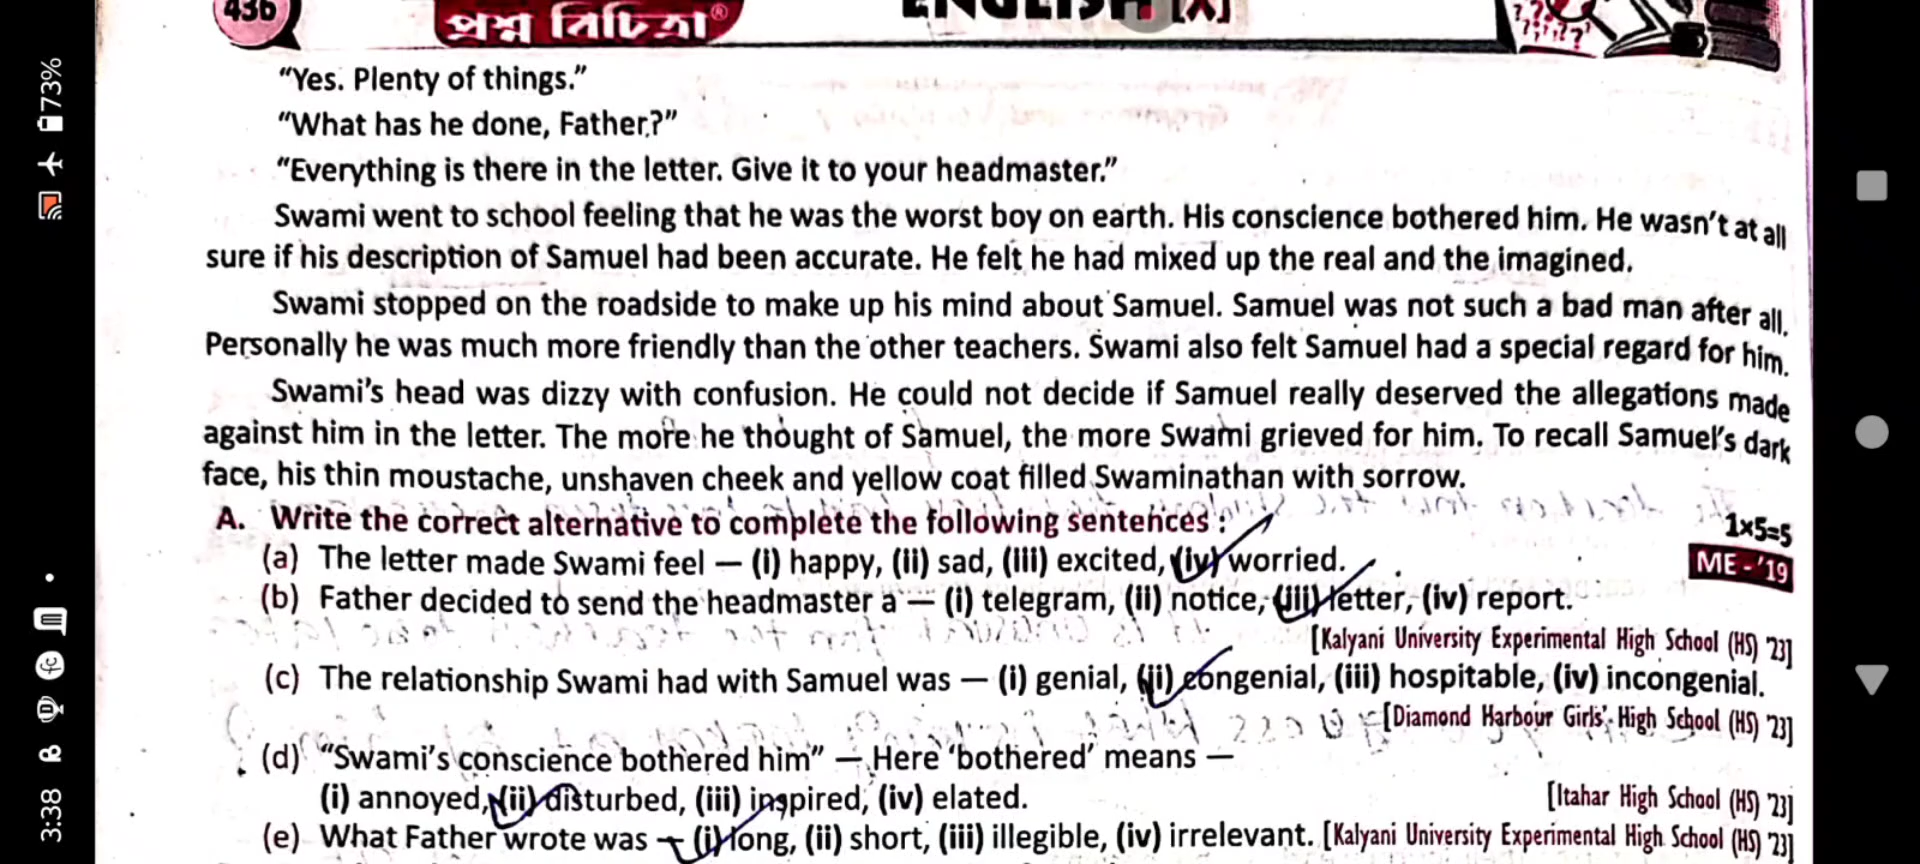 436
প্রশ্ন বিচিত্রা®
ENGLISH [X]
“Yes. Plenty of things.”
“What has he done, Father?”
“Everything is there in the letter. Give it to your headmaster.”
Swami went to school feeling that he was the worst boy on earth. His conscience bothered him. He wasn’t at all
sure if his description of Samuel had been accurate. He felt he had mixed up the real and the imagined.
Swami stopped on the roadside to make up his mind about Samuel. Samuel was not such a bad man after all.
Personally he was much more friendly than the other teachers. Swami also felt Samuel had a special regard for him.
Swami’s head was dizzy with confusion. He could not decide if Samuel really deserved the allegations made
against him in the letter. The more he thought of Samuel, the more Swami grieved for him. To recall Samuel’s dark
face, his thin moustache, unshaven cheek and yellow coat filled Swaminathan with sorrow.
A. Write the correct alternative to complete the following sentences : 1×5=5
(a) The letter made Swami feel — (i) happy, (ii) sad, (iii) excited, (iv) worried. ME - ’19
(b) Father decided to send the headmaster a — (i) telegram, (ii) notice, (iii) letter, (iv) report.
[Kalyani University Experimental High School (HS) ’23]
(c) The relationship Swami had with Samuel was — (i) genial, (ii) congenial, (iii) hospitable, (iv) incongenial.
[Diamond Harbour Girls’ High School (HS) ’23]
(d) “Swami’s conscience bothered him” — Here ‘bothered’ means —
(i) annoyed, (ii) disturbed, (iii) inspired, (iv) elated. [Itahar High School (HS) ’23]
(e) What Father wrote was — (i) long, (ii) short, (iii) illegible, (iv) irrelevant. [Kalyani University Experimental High School (HS) ’23]
73%
3:38